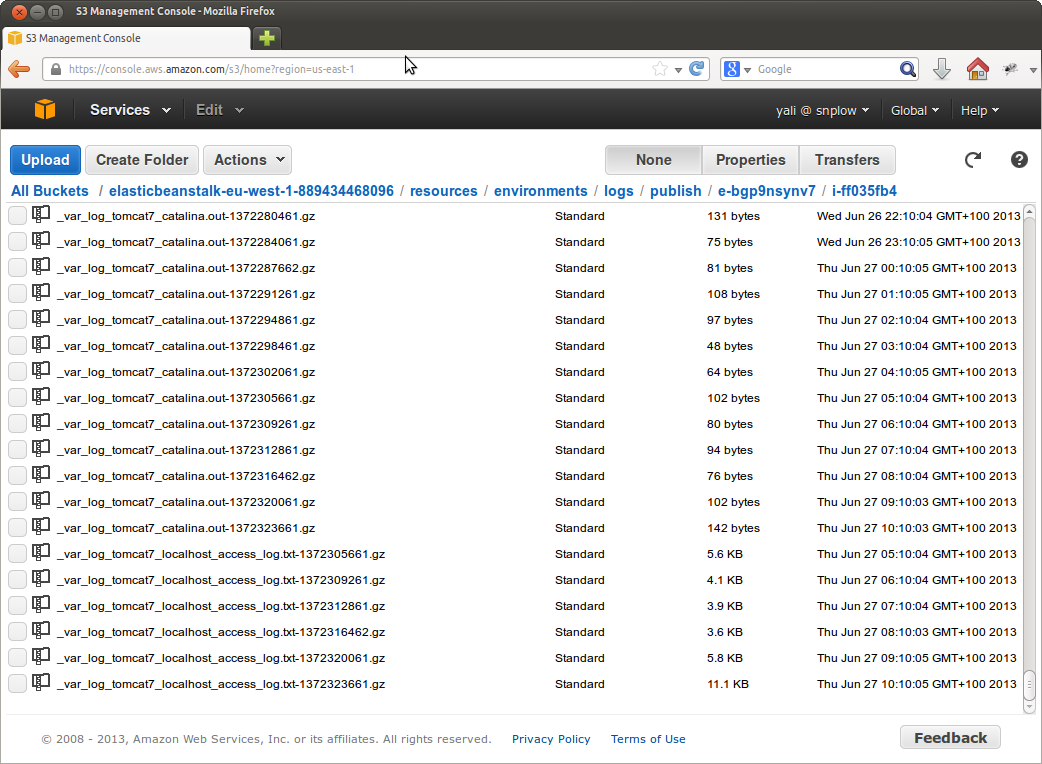 S3 Management Console - Mozilla Firefox
S3 Management Console
https://console.aws.amazon.com/s3/home?region=us-east-1 Google
Services Edit yali @ snplow Global Help
Upload Create Folder Actions None Properties Transfers
All Buckets / elasticbeanstalk-eu-west-1-889434468096 / resources / environments / logs / publish / e-bgp9nsynv7 / i-ff035fb4
_var_log_tomcat7_catalina.out-1372280461.gz Standard 131 bytes Wed Jun 26 22:10:04 GMT+100 2013
_var_log_tomcat7_catalina.out-1372284061.gz Standard 75 bytes Wed Jun 26 23:10:05 GMT+100 2013
_var_log_tomcat7_catalina.out-1372287662.gz Standard 81 bytes Thu Jun 27 00:10:05 GMT+100 2013
_var_log_tomcat7_catalina.out-1372291261.gz Standard 108 bytes Thu Jun 27 01:10:05 GMT+100 2013
_var_log_tomcat7_catalina.out-1372294861.gz Standard 97 bytes Thu Jun 27 02:10:04 GMT+100 2013
_var_log_tomcat7_catalina.out-1372298461.gz Standard 48 bytes Thu Jun 27 03:10:04 GMT+100 2013
_var_log_tomcat7_catalina.out-1372302061.gz Standard 64 bytes Thu Jun 27 04:10:05 GMT+100 2013
_var_log_tomcat7_catalina.out-1372305661.gz Standard 102 bytes Thu Jun 27 05:10:04 GMT+100 2013
_var_log_tomcat7_catalina.out-1372309261.gz Standard 80 bytes Thu Jun 27 06:10:04 GMT+100 2013
_var_log_tomcat7_catalina.out-1372312861.gz Standard 94 bytes Thu Jun 27 07:10:04 GMT+100 2013
_var_log_tomcat7_catalina.out-1372316462.gz Standard 76 bytes Thu Jun 27 08:10:04 GMT+100 2013
_var_log_tomcat7_catalina.out-1372320061.gz Standard 102 bytes Thu Jun 27 09:10:03 GMT+100 2013
_var_log_tomcat7_catalina.out-1372323661.gz Standard 142 bytes Thu Jun 27 10:10:03 GMT+100 2013
_var_log_tomcat7_localhost_access_log.txt-1372305661.gz Standard 5.6 KB Thu Jun 27 05:10:04 GMT+100 2013
_var_log_tomcat7_localhost_access_log.txt-1372309261.gz Standard 4.1 KB Thu Jun 27 06:10:04 GMT+100 2013
_var_log_tomcat7_localhost_access_log.txt-1372312861.gz Standard 3.9 KB Thu Jun 27 07:10:04 GMT+100 2013
_var_log_tomcat7_localhost_access_log.txt-1372316462.gz Standard 3.6 KB Thu Jun 27 08:10:03 GMT+100 2013
_var_log_tomcat7_localhost_access_log.txt-1372320061.gz Standard 5.8 KB Thu Jun 27 09:10:05 GMT+100 2013
_var_log_tomcat7_localhost_access_log.txt-1372323661.gz Standard 11.1 KB Thu Jun 27 10:10:05 GMT+100 2013
© 2008 - 2013, Amazon Web Services, Inc. or its affiliates. All rights reserved. Privacy Policy Terms of Use Feedback